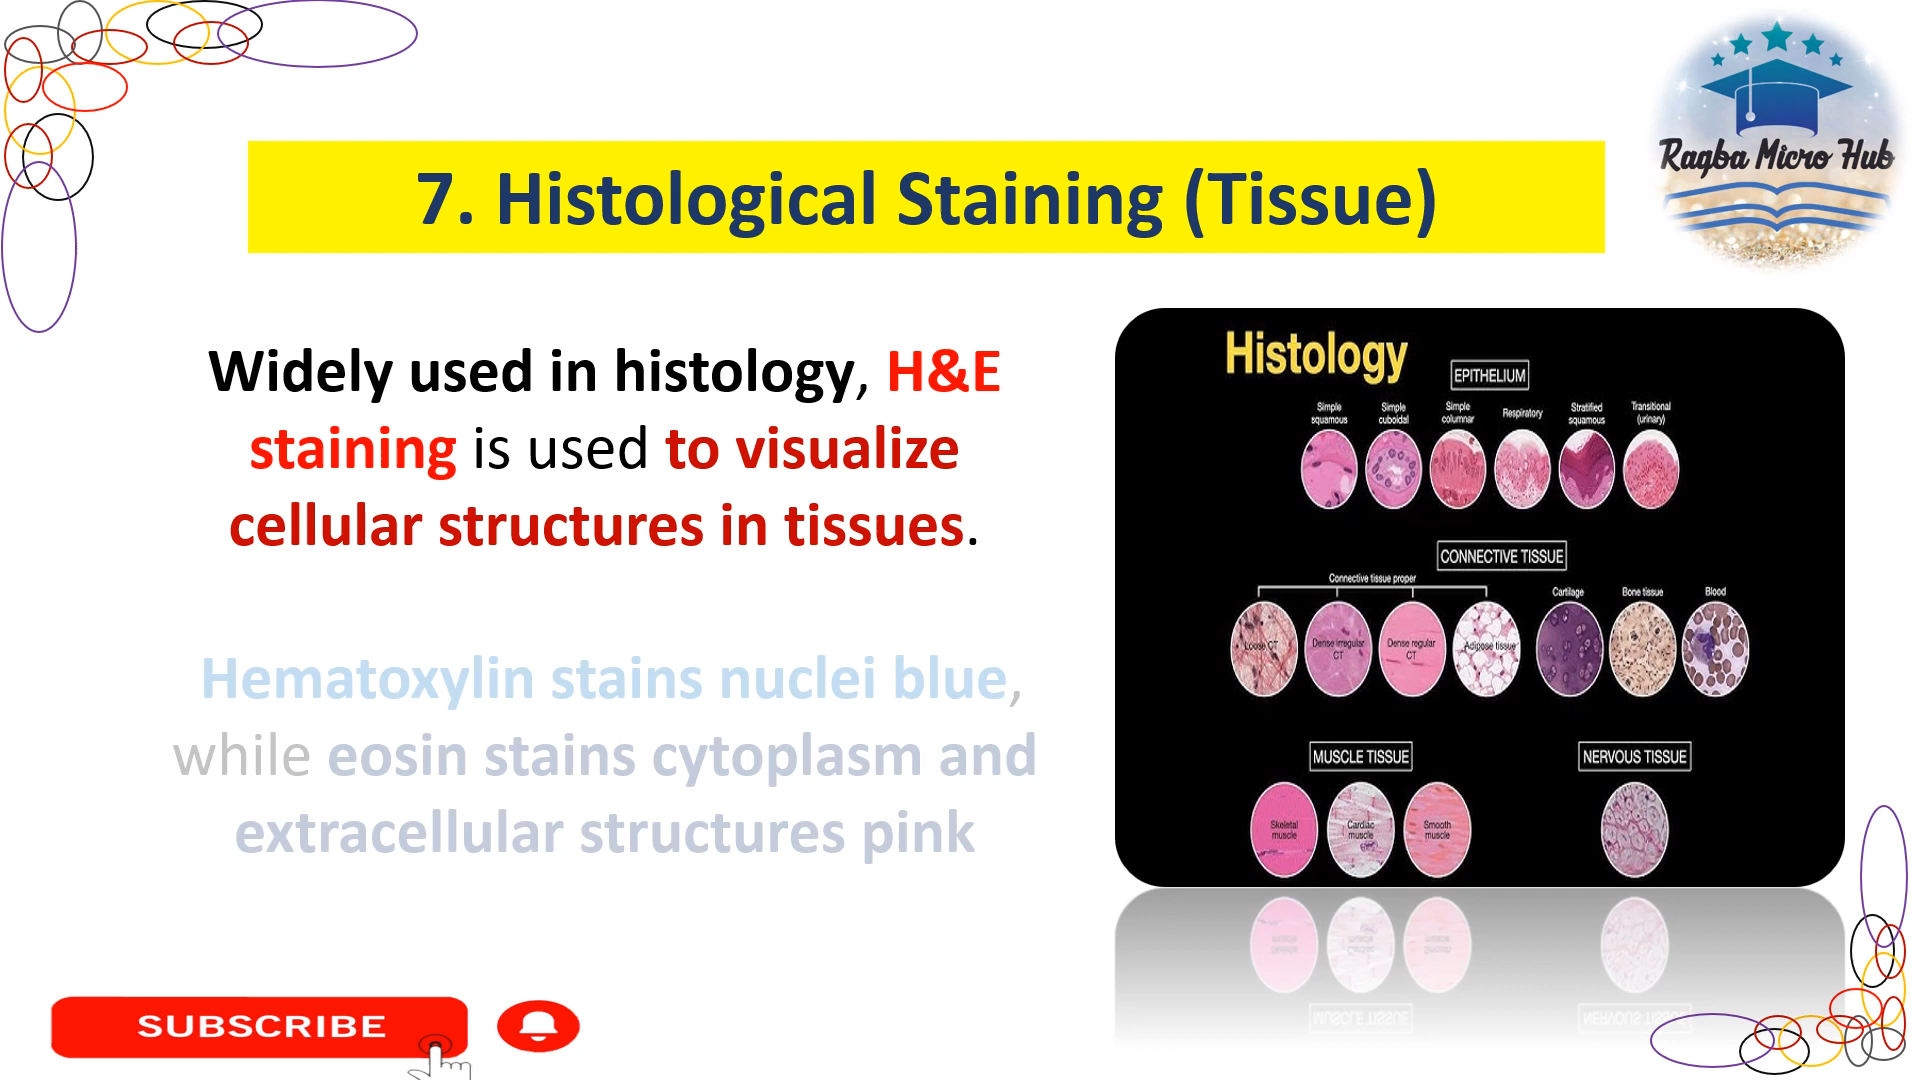 Ragba Micro Hub
7. Histological Staining (Tissue)
Widely used in histology, H&E
staining is used to visualize
cellular structures in tissues.
Hematoxylin stains nuclei blue,
while eosin stains cytoplasm and
extracellular structures pink
Histology
EPITHELIUM
Simple squamous
Simple cuboidal
Simple columnar
Respiratory
Stratified squamous
Transitional (urinary)
CONNECTIVE TISSUE
Connective tissue proper
Cartilage
Bone tissue
Blood
Loose CT
Dense irregular CT
Dense regular CT
Adipose tissue
MUSCLE TISSUE
NERVOUS TISSUE
Skeletal muscle
Cardiac muscle
Smooth muscle
SUBSCRIBE